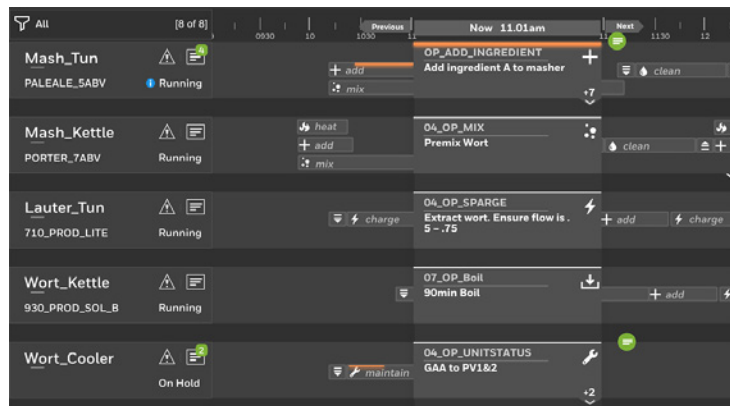 All [8 of 8]
0930 10 1030 11 1130 12
Previous Now 11.01am Next
Mash_Tun 4
PALEALE_5ABV Running
add
mix
OP_ADD_INGREDIENT
Add ingredient A to masher
+7
clean
Mash_Kettle
PORTER_7ABV Running
heat
add
mix
04_OP_MIX
Premix Wort
clean
Lauter_Tun
710_PROD_LITE Running
charge
04_OP_SPARGE
Extract wort. Ensure flow is .
5 – .75
add charge
Wort_Kettle
930_PROD_SOL_B Running
07_OP_Boil
90min Boil
add
Wort_Cooler 2
On Hold
maintain
04_OP_UNITSTATUS
GAA to PV1&2
+2